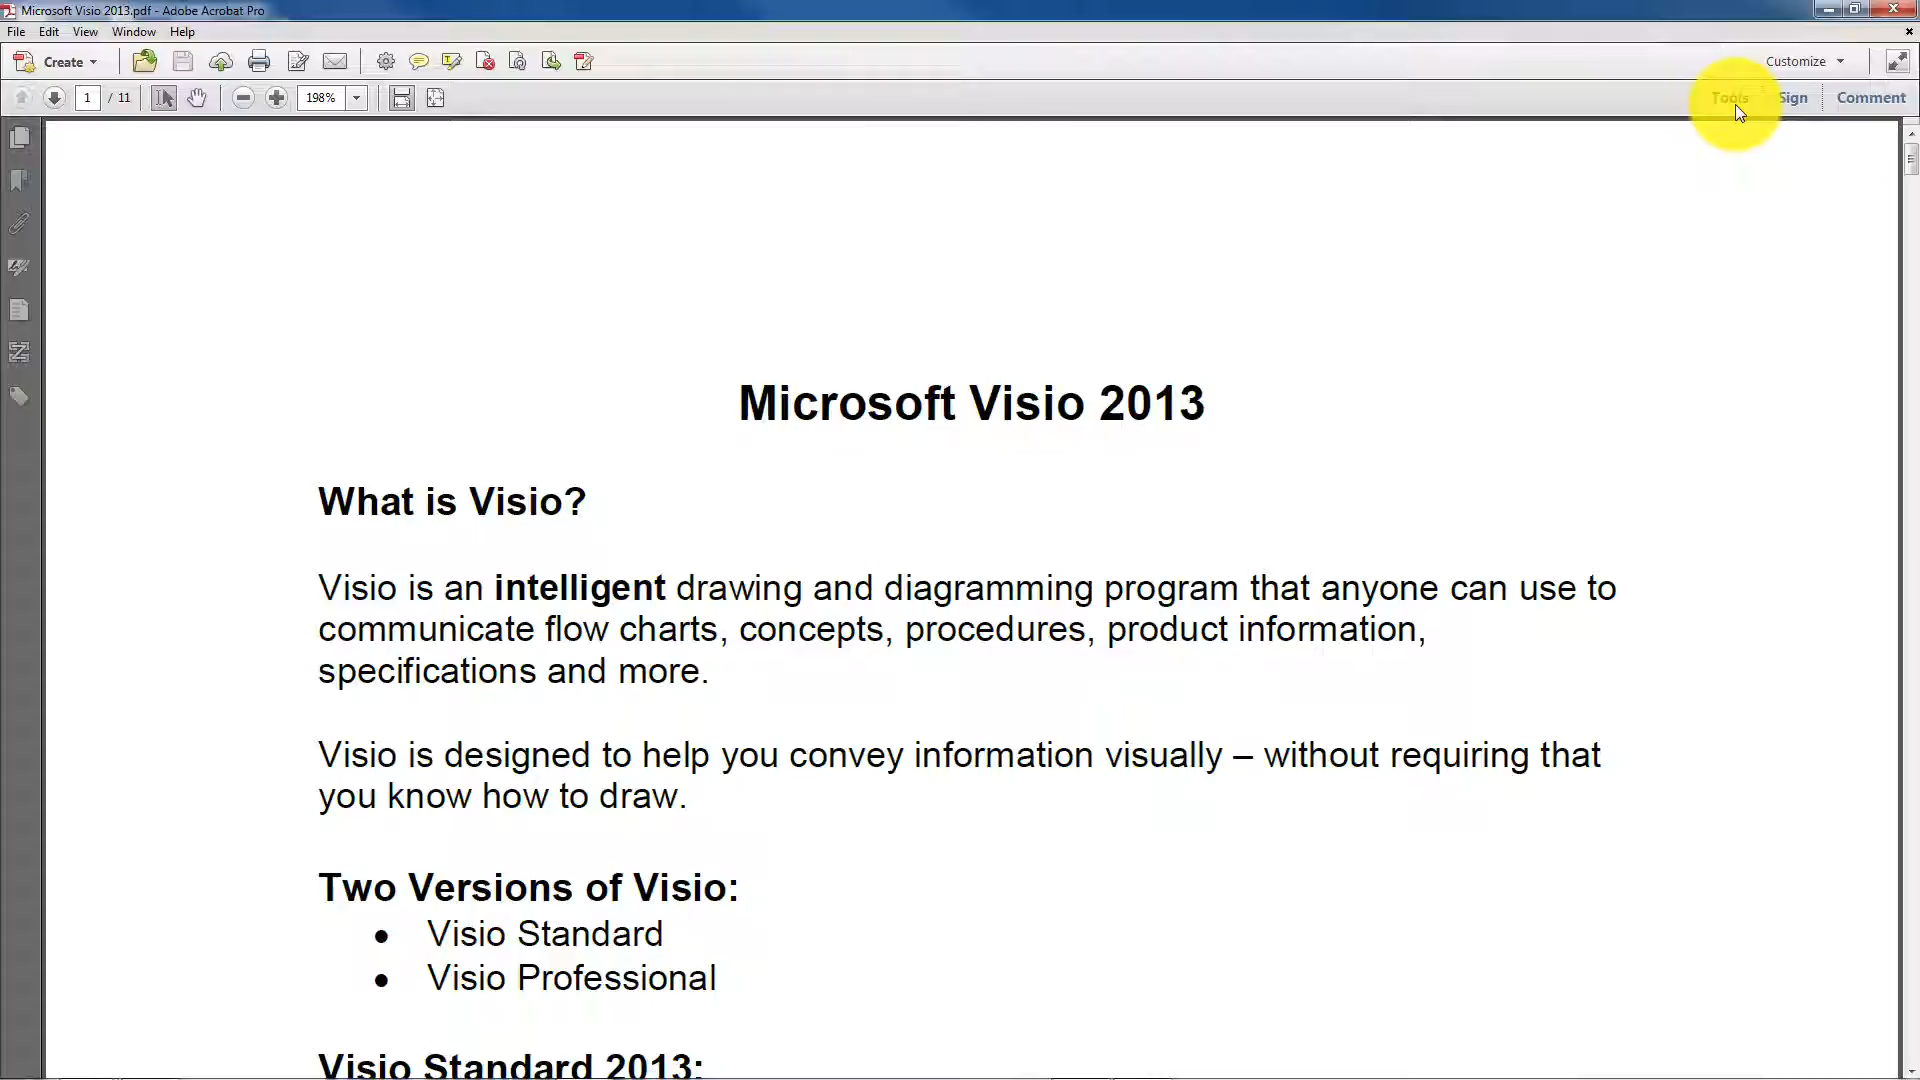 Microsoft Visio 2013.pdf - Adobe Acrobat Pro
File Edit View Window Help
Create
Customize
1 / 11
198%
Tools Sign Comment
Microsoft Visio 2013
What is Visio?
Visio is an intelligent drawing and diagramming program that anyone can use to
communicate flow charts, concepts, procedures, product information,
specifications and more.
Visio is designed to help you convey information visually – without requiring that
you know how to draw.
Two Versions of Visio:
• Visio Standard
• Visio Professional
Visio Standard 2013: